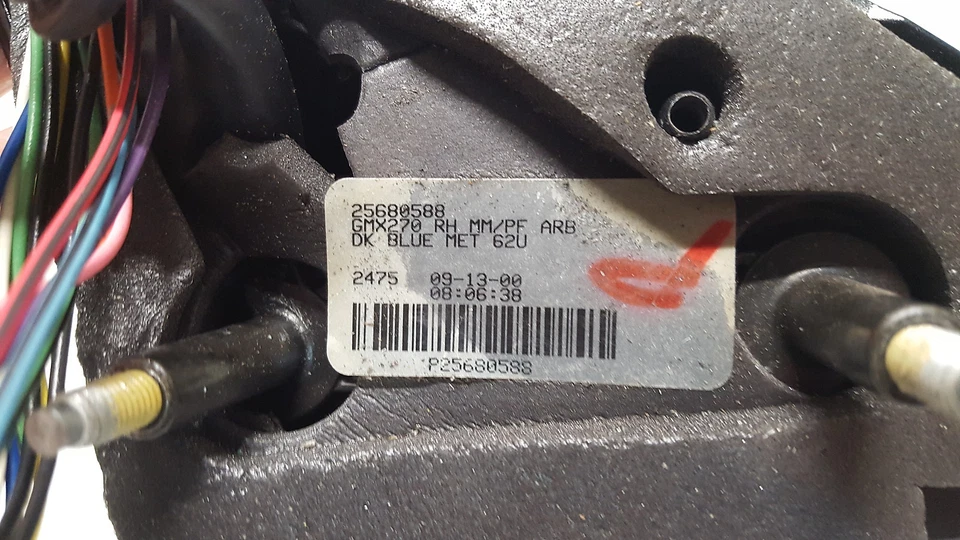 25680588
GMX270 RH MM/PF ARB
DK BLUE MET 62U
2475 09-13-00
08:06:38
P25680588